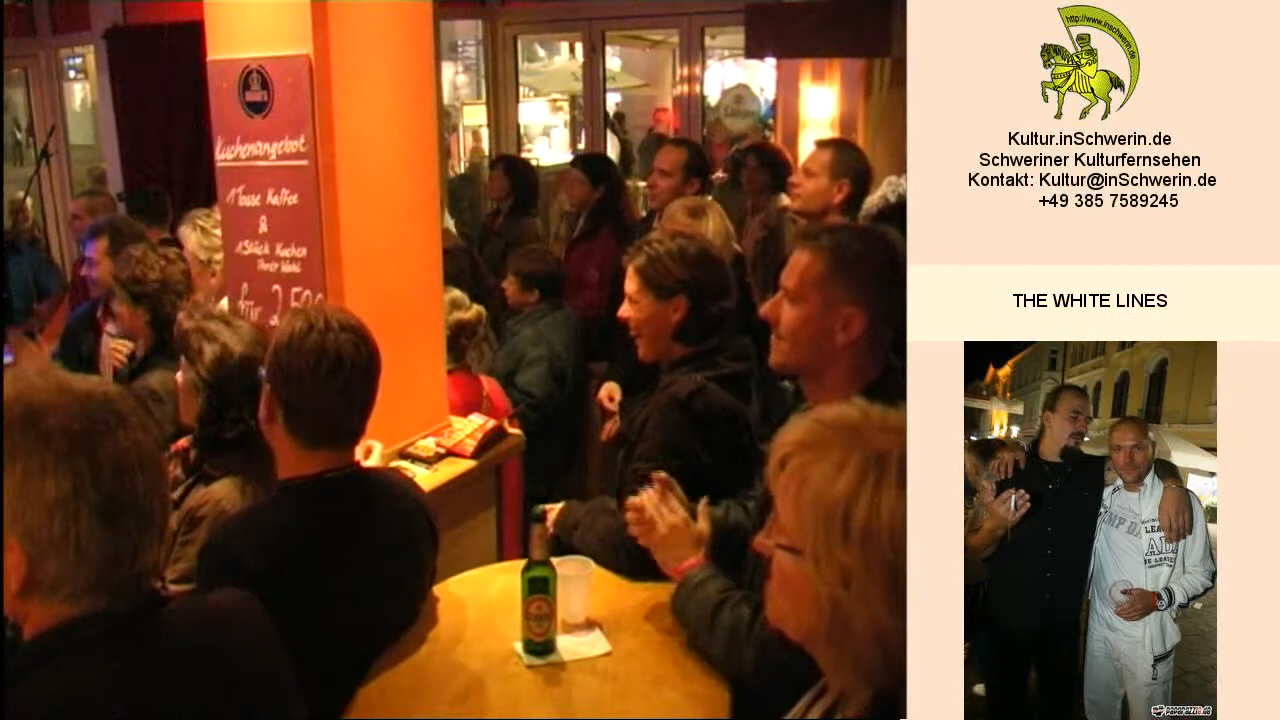 Kuchenangebot
1 Tasse Kaffee
&
1 Stück Kuchen
Ihrer Wahl
für 2,50
http://www.inschwerin.de
Kultur.inSchwerin.de
Schweriner Kulturfernsehen
Kontakt: Kultur@inSchwerin.de
+49 385 7589245
THE WHITE LINES